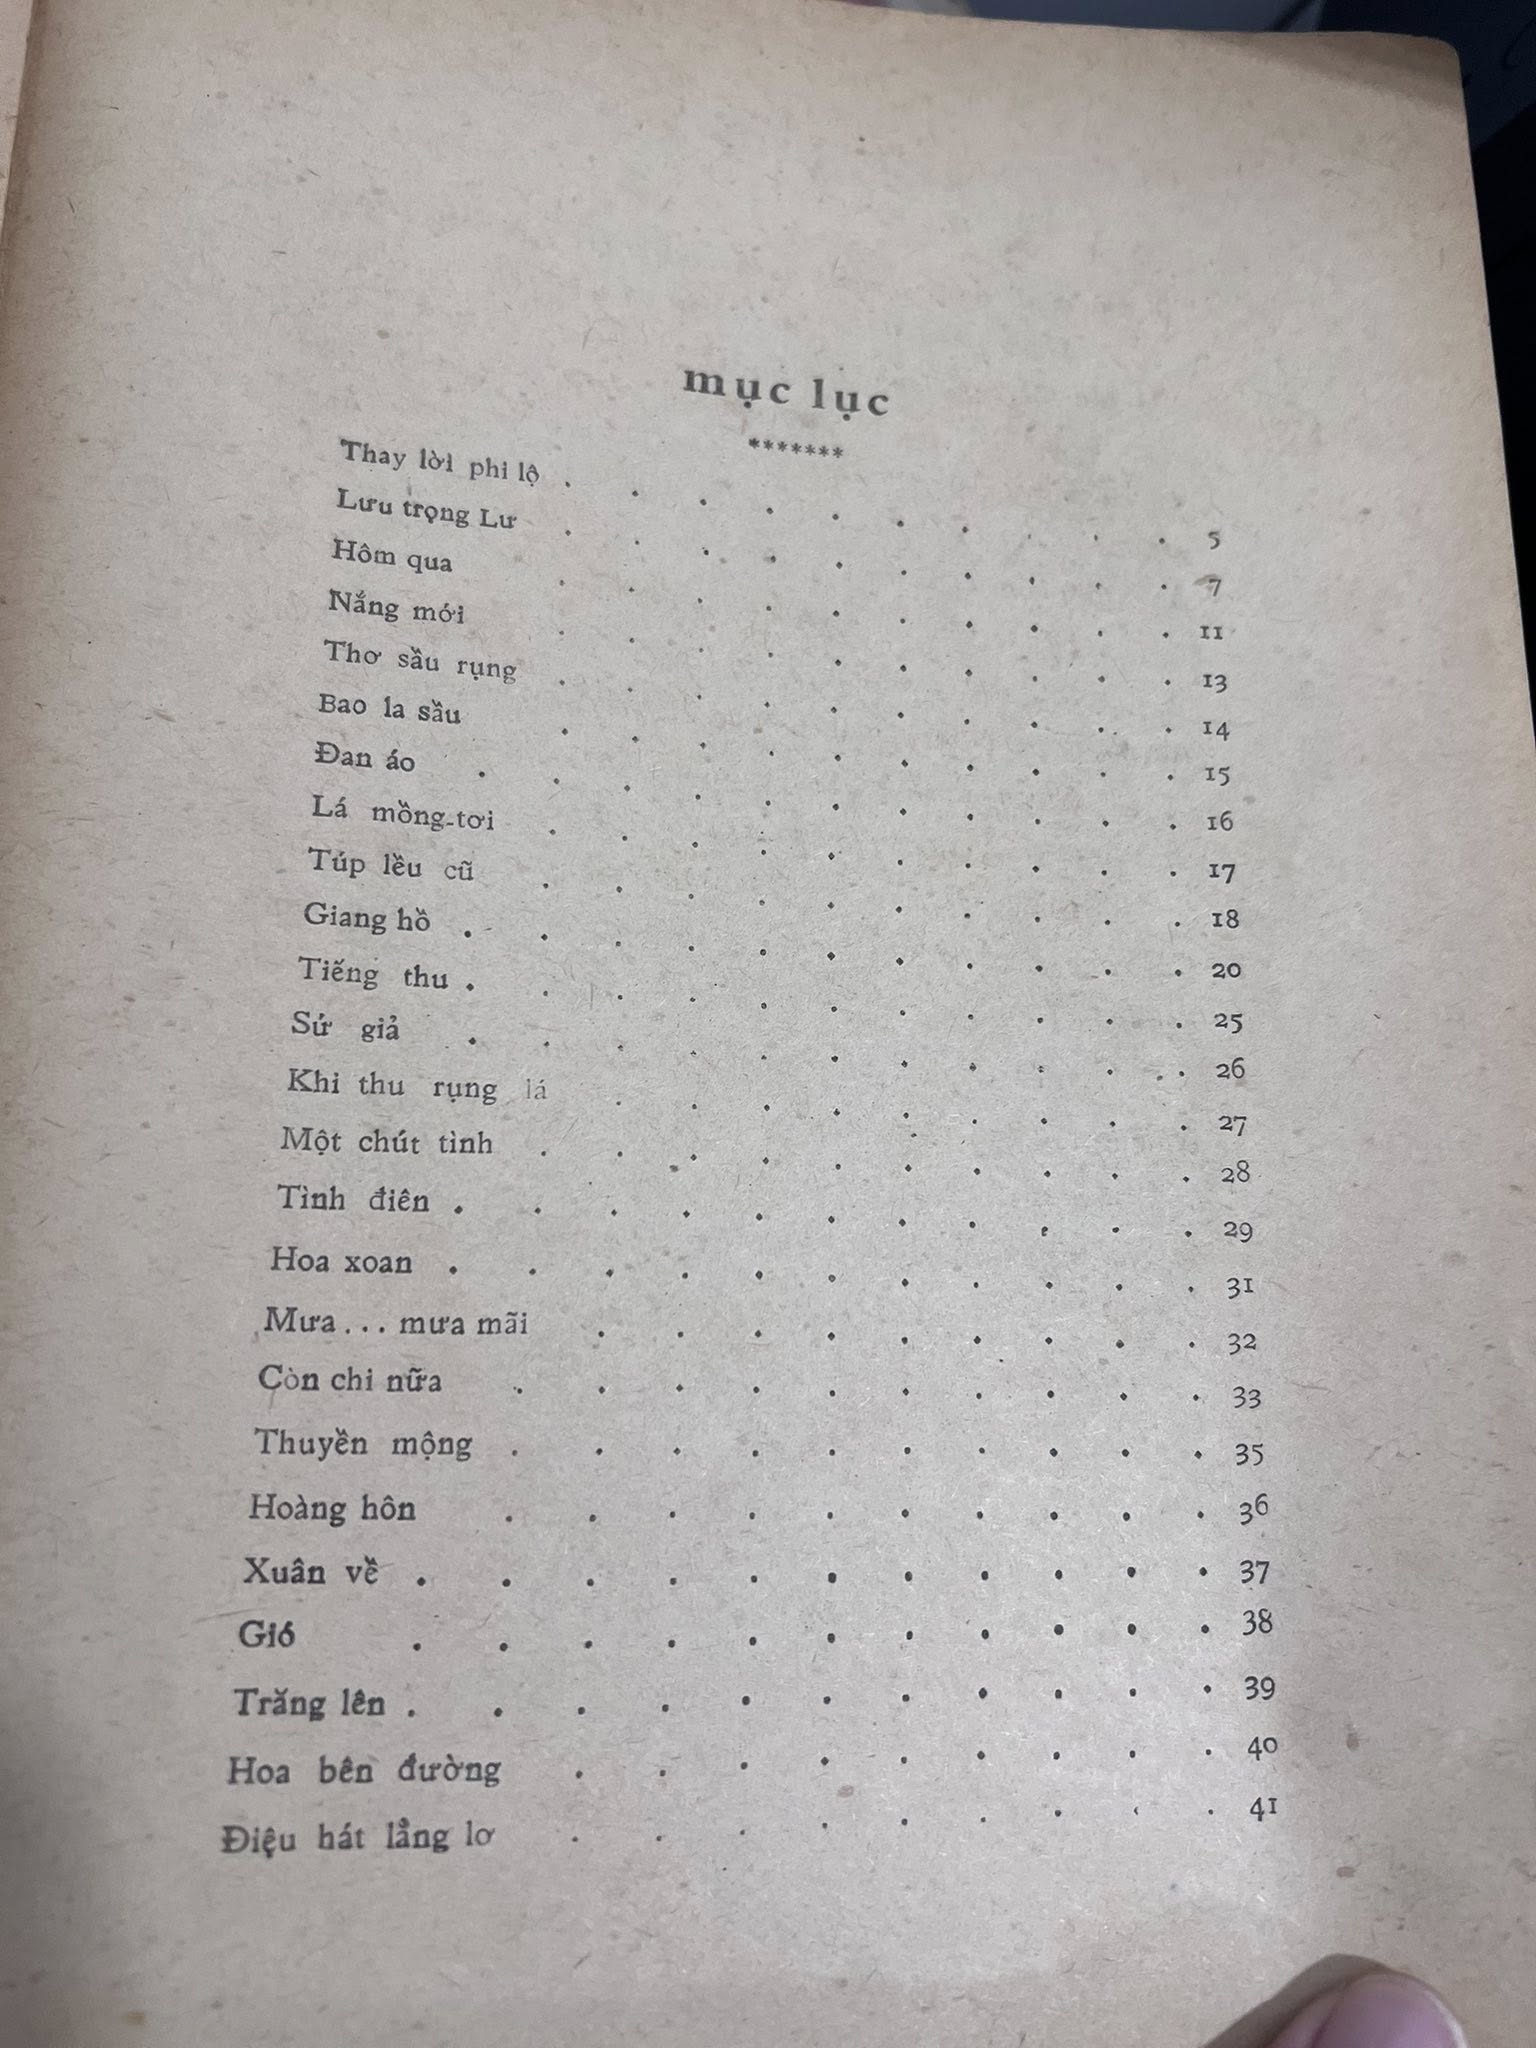 mục lục
*******
Thay lời phi lộ . . . . . . . . . . 5
Lưu trọng Lư . . . . . . . . . . 7
Hôm qua . . . . . . . . . . 11
Nắng mới . . . . . . . . . . 13
Thơ sầu rụng . . . . . . . . . . 14
Bao la sầu . . . . . . . . . . 15
Đan áo . . . . . . . . . . . 16
Lá mồng-tơi . . . . . . . . . . 17
Túp lều cũ . . . . . . . . . . 18
Giang hồ . . . . . . . . . . . 20
Tiếng thu . . . . . . . . . . . 25
Sứ giả . . . . . . . . . . . 26
Khi thu rụng lá . . . . . . . . . 27
Một chút tình . . . . . . . . . . 28
Tình điên . . . . . . . . . . . 29
Hoa xoan . . . . . . . . . . . 31
Mưa... mưa mãi . . . . . . . . . 32
Còn chi nữa . . . . . . . . . . 33
Thuyền mộng . . . . . . . . . . 35
Hoàng hôn . . . . . . . . . . 36
Xuân về . . . . . . . . . . . 37
Gió . . . . . . . . . . . 38
Trăng lên . . . . . . . . . . . 39
Hoa bên đường . . . . . . . . . 40
Điệu hát lẳng lơ . . . . . . . . . 41